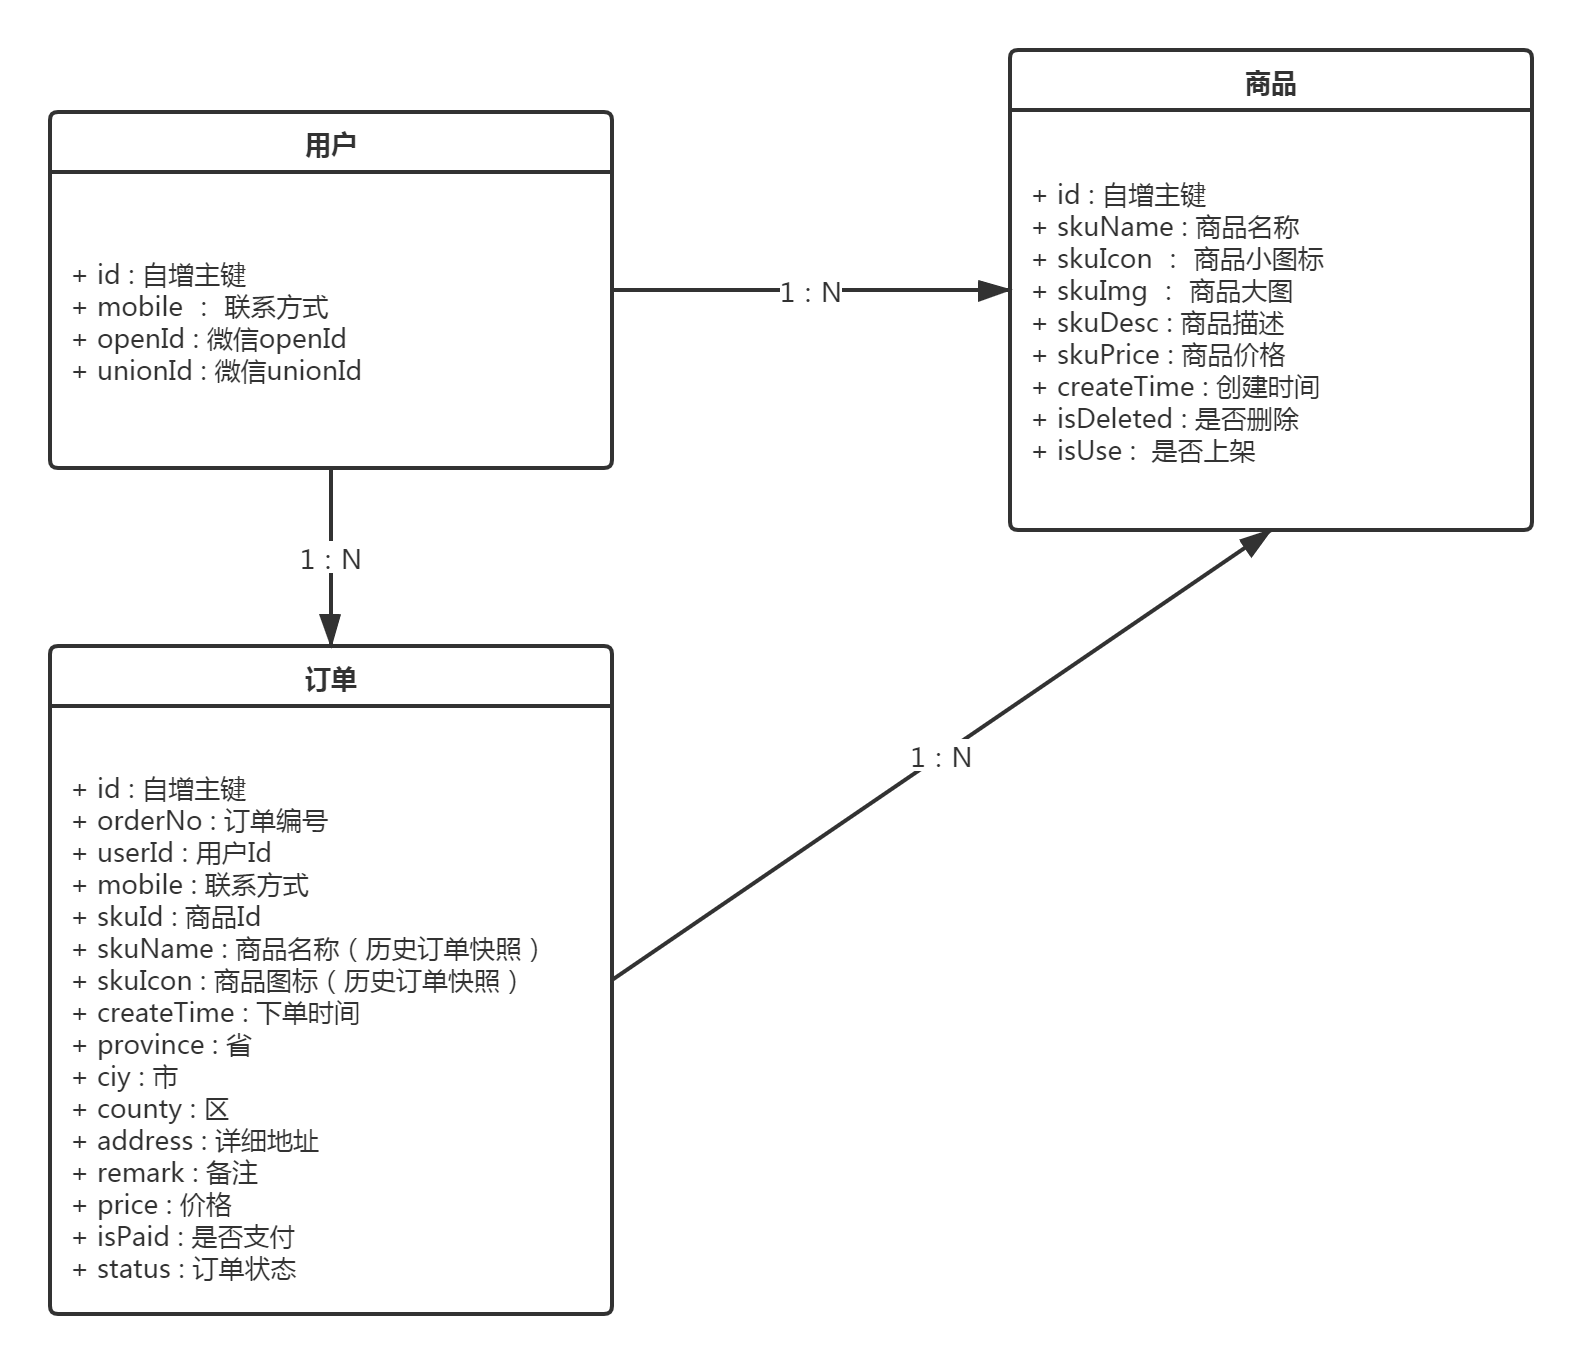 用户
+ id : 自增主键
+ mobile ： 联系方式
+ openId : 微信openId
+ unionId : 微信unionId
1 : N
商品
+ id : 自增主键
+ skuName : 商品名称
+ skuIcon ： 商品小图标
+ skuImg ： 商品大图
+ skuDesc : 商品描述
+ skuPrice : 商品价格
+ createTime : 创建时间
+ isDeleted : 是否删除
+ isUse : 是否上架
1 : N
1 : N
订单
+ id : 自增主键
+ orderNo : 订单编号
+ userId : 用户Id
+ mobile : 联系方式
+ skuId : 商品Id
+ skuName : 商品名称（历史订单快照）
+ skuIcon : 商品图标（历史订单快照）
+ createTime : 下单时间
+ province : 省
+ ciy : 市
+ county : 区
+ address : 详细地址
+ remark : 备注
+ price : 价格
+ isPaid : 是否支付
+ status : 订单状态